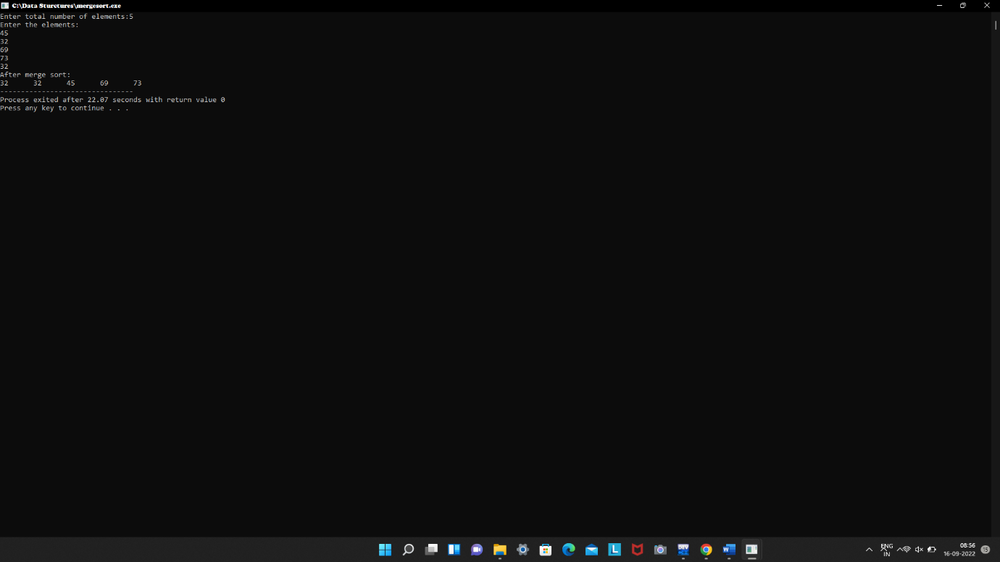 C:\Data Sturctures\mergesort.exe
Enter total number of elements:5
Enter the elements:
45
32
69
73
32
After merge sort:
32      32      45      69      73
--------------------------------
Process exited after 22.07 seconds with return value 0
Press any key to continue . . .
DEV
L
W
ENG
IN
08:56
16-09-2022